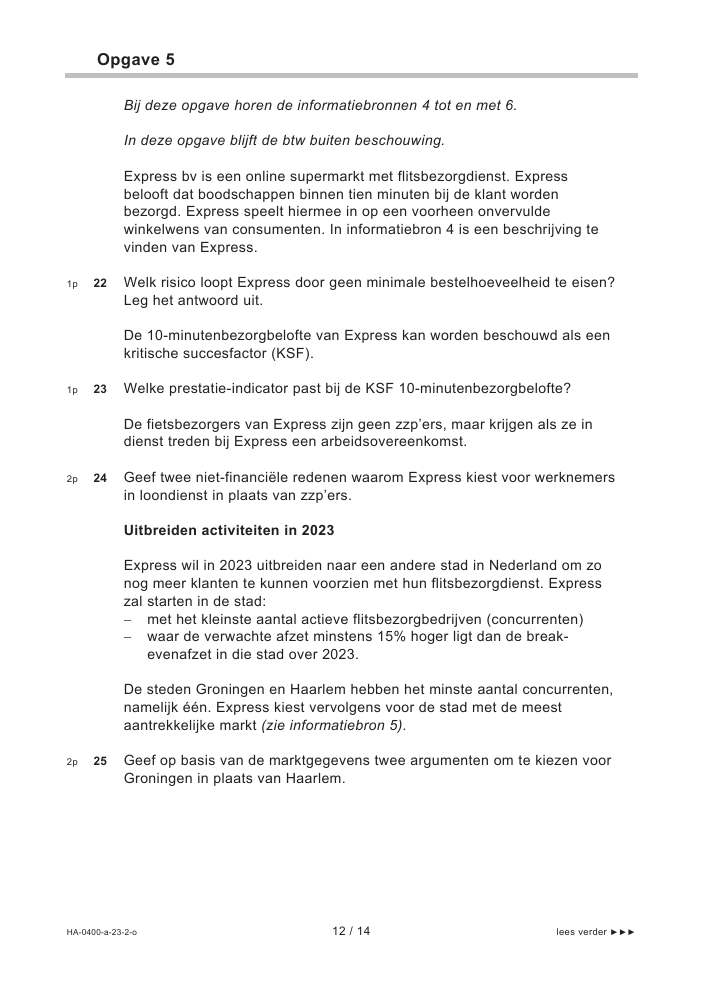 Opgave 5
Bij deze opgave horen de informatiebronnen 4 tot en met 6.
In deze opgave blijft de btw buiten beschouwing.
Express bv is een online supermarkt met flitsbezorgdienst. Express
belooft dat boodschappen binnen tien minuten bij de klant worden
bezorgd. Express speelt hiermee in op een voorheen onvervulde
winkelwens van consumenten. In informatiebron 4 is een beschrijving te
vinden van Express.
1p 22 Welk risico loopt Express door geen minimale bestelhoeveelheid te eisen?
Leg het antwoord uit.
De 10-minutenbezorgbelofte van Express kan worden beschouwd als een
kritische succesfactor (KSF).
1p 23 Welke prestatie-indicator past bij de KSF 10-minutenbezorgbelofte?
De fietsbezorgers van Express zijn geen zzp'ers, maar krijgen als ze in
dienst treden bij Express een arbeidsovereenkomst.
2p 24 Geef twee niet-financiële redenen waarom Express kiest voor werknemers
in loondienst in plaats van zzp'ers.
Uitbreiden activiteiten in 2023
Express wil in 2023 uitbreiden naar een andere stad in Nederland om zo
nog meer klanten te kunnen voorzien met hun flitsbezorgdienst. Express
zal starten in de stad:
– met het kleinste aantal actieve flitsbezorgbedrijven (concurrenten)
– waar de verwachte afzet minstens 15% hoger ligt dan de break-
evenafzet in die stad over 2023.
De steden Groningen en Haarlem hebben het minste aantal concurrenten,
namelijk één. Express kiest vervolgens voor de stad met de meest
aantrekkelijke markt (zie informatiebron 5).
2p 25 Geef op basis van de marktgegevens twee argumenten om te kiezen voor
Groningen in plaats van Haarlem.
HA-0400-a-23-2-o 12 / 14 lees verder ►►►